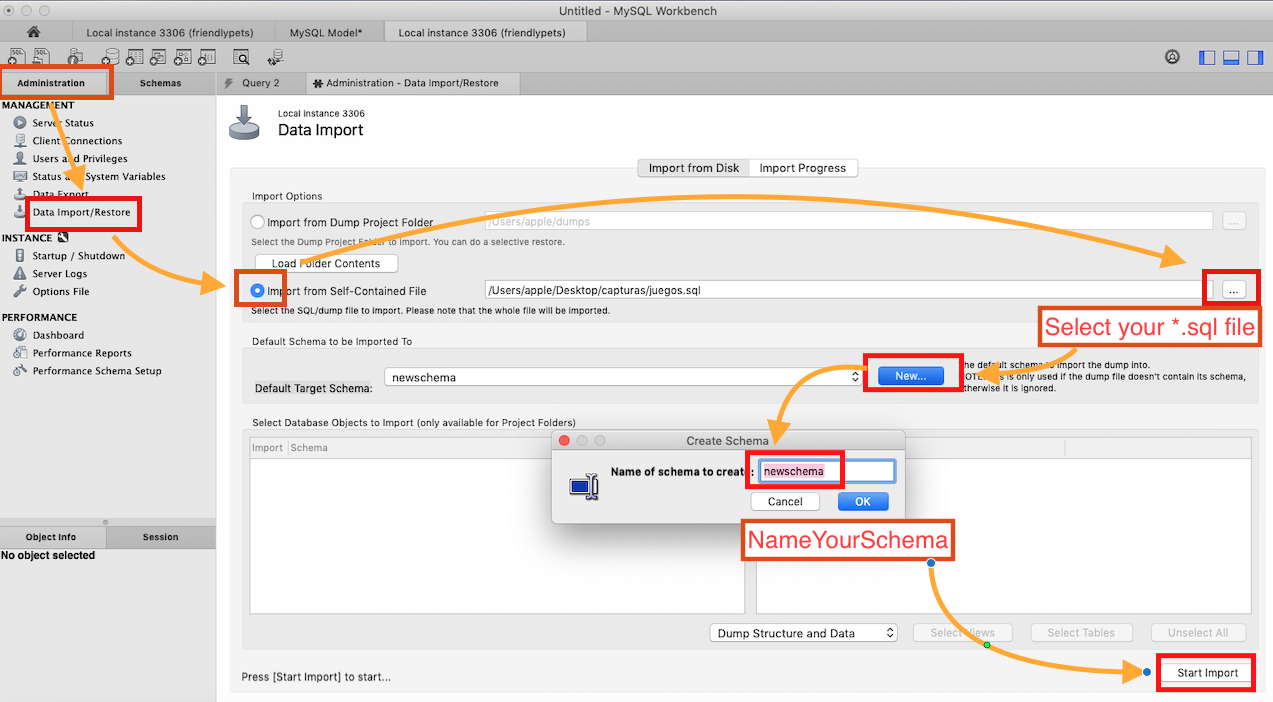 Untitled - MySQL Workbench
Local instance 3306 (friendlypets)
MySQL Model*
Local instance 3306 (friendlypets)
Administration
Schemas
Query 2
Administration - Data Import/Restore
MANAGEMENT
Server Status
Client Connections
Users and Privileges
Status and System Variables
Data Export
Data Import/Restore
INSTANCE
Startup / Shutdown
Server Logs
Options File
PERFORMANCE
Dashboard
Performance Reports
Performance Schema Setup
Object Info
Session
No object selected
Local instance 3306
Data Import
Import from Disk
Import Progress
Import Options
Import from Dump Project Folder
/Users/apple/dumps
...
Select the Dump Project Folder to import. You can do a selective restore.
Load Folder Contents
Import from Self-Contained File
/Users/apple/Desktop/capturas/juegos.sql
...
Select the SQL/dump file to import. Please note that the whole file will be imported.
Select your *.sql file
Default Schema to be Imported To
Default Target Schema:
newschema
New...
The default schema to import the dump into.
NOTE: this is only used if the dump file doesn't contain its schema,
otherwise it is ignored.
Select Database Objects to Import (only available for Project Folders)
Import
Schema
Create Schema
Name of schema to create:
newschema
Cancel
OK
NameYourSchema
Dump Structure and Data
Select Views
Select Tables
Unselect All
Press [Start Import] to start...
Start Import